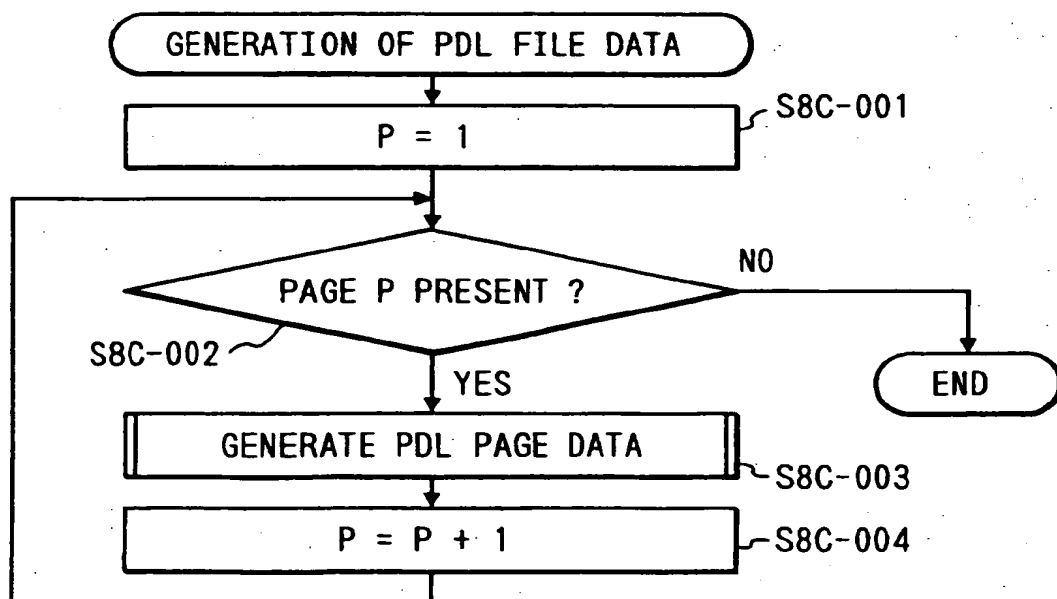 GENERATION OF PDL FILE DATA
S8C-001
P = 1
NO
PAGE P PRESENT ?
S8C-002
YES
END
GENERATE PDL PAGE DATA
S8C-003
P = P + 1
S8C-004